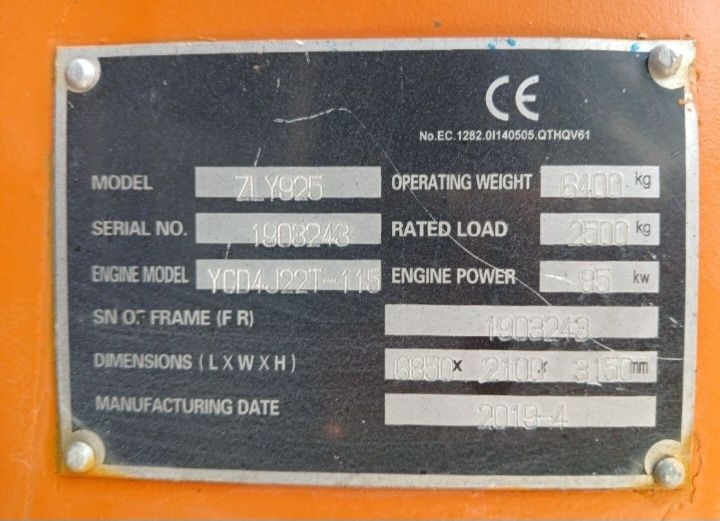 CE
No.EC.1282.0I140505.QTHQV61
MODEL ZLY925 OPERATING WEIGHT 6400 kg
SERIAL NO. 1903243 RATED LOAD 2500 kg
ENGINE MODEL YCD4J22T-115 ENGINE POWER 85 kw
SN OF FRAME (F R) 1903243
DIMENSIONS (L X W X H) 6850 x 2100 x 3150 mm
MANUFACTURING DATE 2019-4